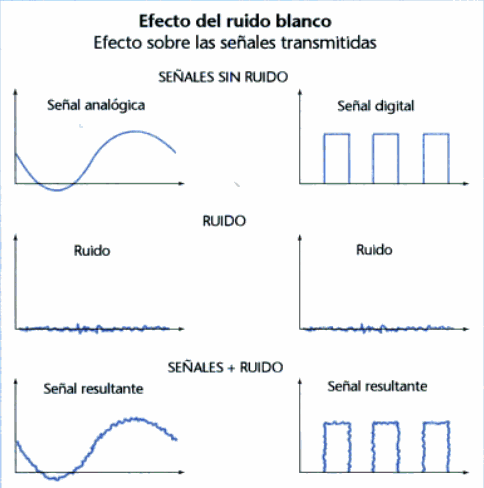 Efecto del ruido blanco
Efecto sobre las señales transmitidas
SEÑALES SIN RUIDO
Señal analógica
Señal digital
RUIDO
Ruido
Ruido
SEÑALES + RUIDO
Señal resultante
Señal resultante